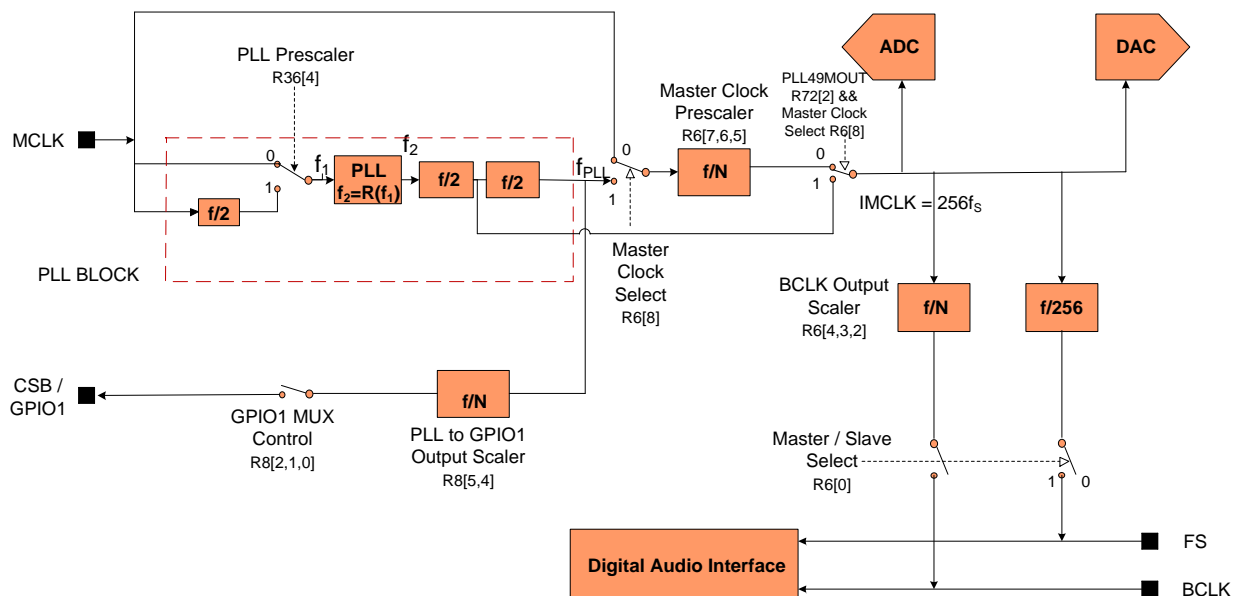 ADC
DAC
PLL Prescaler
R36[4]
PLL49MOUT
R72[2] &&
Master Clock
Select R6[8]
Master Clock
Prescaler
R6[7,6,5]
MCLK
0
1
f1
PLL
f2=R(f1)
f2
f/2
f/2
f/2
fPLL
0
1
f/N
0
1
IMCLK = 256fS
PLL BLOCK
Master
Clock
Select
R6[8]
BCLK Output
Scaler
R6[4,3,2]
f/N
f/256
CSB /
GPIO1
GPIO1 MUX
Control
R8[2,1,0]
f/N
PLL to GPIO1
Output Scaler
R8[5,4]
Master / Slave
Select
R6[0]
1
0
Digital Audio Interface
FS
BCLK